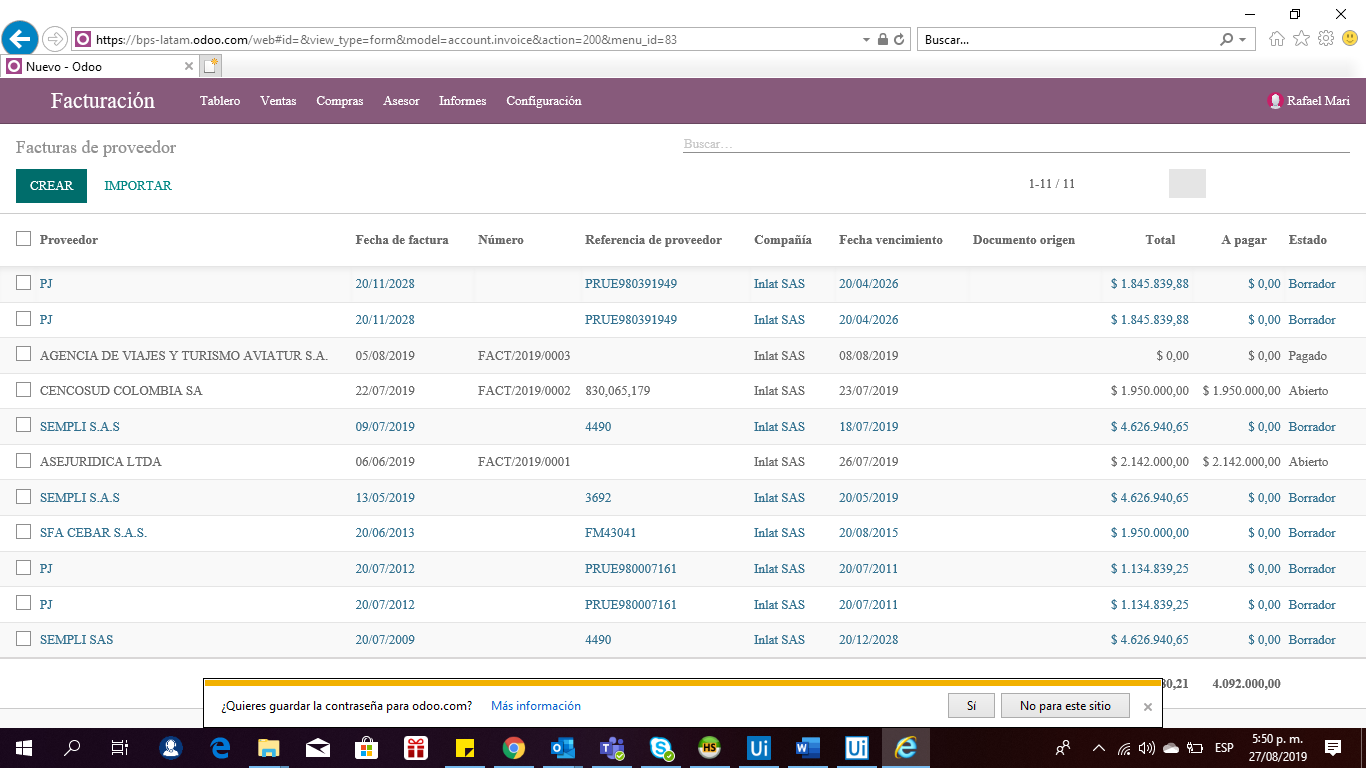 https://bps-latam.odoo.com/web#id=&view_type=form&model=account.invoice&action=200&menu_id=83
Buscar...
Nuevo - Odoo
Facturación Tablero Ventas Compras Asesor Informes Configuración Rafael Mari
Facturas de proveedor
Buscar...
CREAR IMPORTAR 1-11 / 11
Proveedor Fecha de factura Número Referencia de proveedor Compañía Fecha vencimiento Documento origen Total A pagar Estado
PJ 20/11/2028 PRUE980391949 Inlat SAS 20/04/2026 $ 1.845.839,88 $ 0,00 Borrador
PJ 20/11/2028 PRUE980391949 Inlat SAS 20/04/2026 $ 1.845.839,88 $ 0,00 Borrador
AGENCIA DE VIAJES Y TURISMO AVIATUR S.A. 05/08/2019 FACT/2019/0003 Inlat SAS 08/08/2019 $ 0,00 $ 0,00 Pagado
CENCOSUD COLOMBIA SA 22/07/2019 FACT/2019/0002 830,065,179 Inlat SAS 23/07/2019 $ 1.950.000,00 $ 1.950.000,00 Abierto
SEMPLI S.A.S 09/07/2019 4490 Inlat SAS 18/07/2019 $ 4.626.940,65 $ 0,00 Borrador
ASEJURIDICA LTDA 06/06/2019 FACT/2019/0001 Inlat SAS 26/07/2019 $ 2.142.000,00 $ 2.142.000,00 Abierto
SEMPLI S.A.S 13/05/2019 3692 Inlat SAS 20/05/2019 $ 4.626.940,65 $ 0,00 Borrador
SFA CEBAR S.A.S. 20/06/2013 FM43041 Inlat SAS 20/08/2015 $ 1.950.000,00 $ 0,00 Borrador
PJ 20/07/2012 PRUE980007161 Inlat SAS 20/07/2011 $ 1.134.839,25 $ 0,00 Borrador
PJ 20/07/2012 PRUE980007161 Inlat SAS 20/07/2011 $ 1.134.839,25 $ 0,00 Borrador
SEMPLI SAS 20/07/2009 4490 Inlat SAS 20/12/2028 $ 4.626.940,65 $ 0,00 Borrador
0,21 4.092.000,00
¿Quieres guardar la contraseña para odoo.com? Más información Sí No para este sitio
HS Ui Ui
ESP 5:50 p. m.
27/08/2019